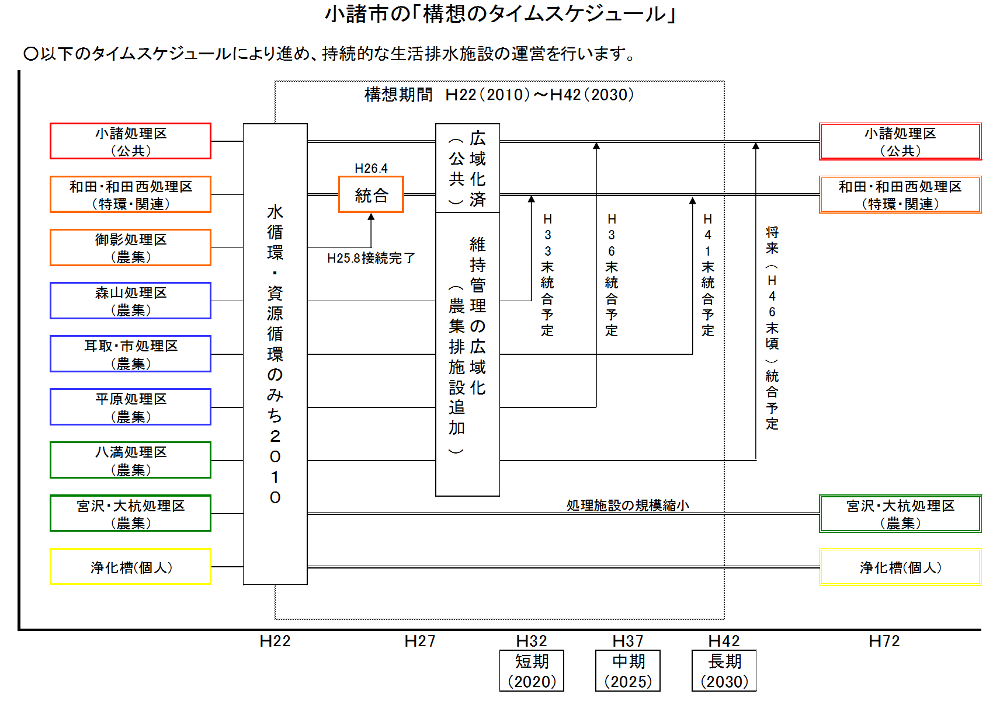 小諸市の「構想のタイムスケジュール」
〇以下のタイムスケジュールにより進め、持続的な生活排水施設の運営を行います。
構想期間　H22（2010）～H42（2030）
小諸処理区
（公共）
和田・和田西処理区
（特環・関連）
御影処理区
（農集）
森山処理区
（農集）
耳取・市処理区
（農集）
平原処理区
（農集）
八満処理区
（農集）
宮沢・大杭処理区
（農集）
浄化槽（個人）
水循環・資源循環のみち2010
H26.4
統合
H25.8接続完了
広域化済
（公共）
維持管理の広域化
（農集排施設追加）
H33末統合予定
H36末統合予定
H41末統合予定
将来（H46末頃）統合予定
処理施設の規模縮小
小諸処理区
（公共）
和田・和田西処理区
（特環・関連）
宮沢・大杭処理区
（農集）
浄化槽（個人）
H22
H27
H32
H37
H42
H72
短期
（2020）
中期
（2025）
長期
（2030）